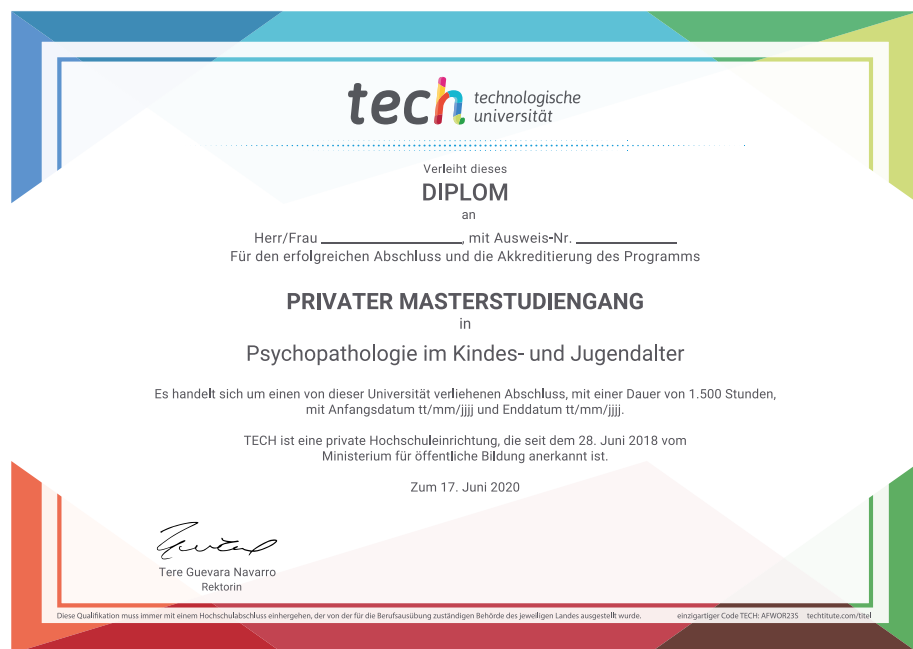 tech technologische
universität
Verleiht dieses
DIPLOM
an
Herr/Frau ____________________, mit Ausweis-Nr. ______________
Für den erfolgreichen Abschluss und die Akkreditierung des Programms
PRIVATER MASTERSTUDIENGANG
in
Psychopathologie im Kindes- und Jugendalter
Es handelt sich um einen von dieser Universität verliehenen Abschluss, mit einer Dauer von 1.500 Stunden,
mit Anfangsdatum tt/mm/jjjj und Enddatum tt/mm/jjjj.
TECH ist eine private Hochschuleinrichtung, die seit dem 28. Juni 2018 vom
Ministerium für öffentliche Bildung anerkannt ist.
Zum 17. Juni 2020
Tere Guevara Navarro
Rektorin
Diese Qualifikation muss immer mit einem Hochschulabschluss einhergehen, der von der für die Berufsausübung zuständigen Behörde des jeweiligen Landes ausgestellt wurde. einzigartiger Code TECH: AFWOR23S techtitute.com/titel